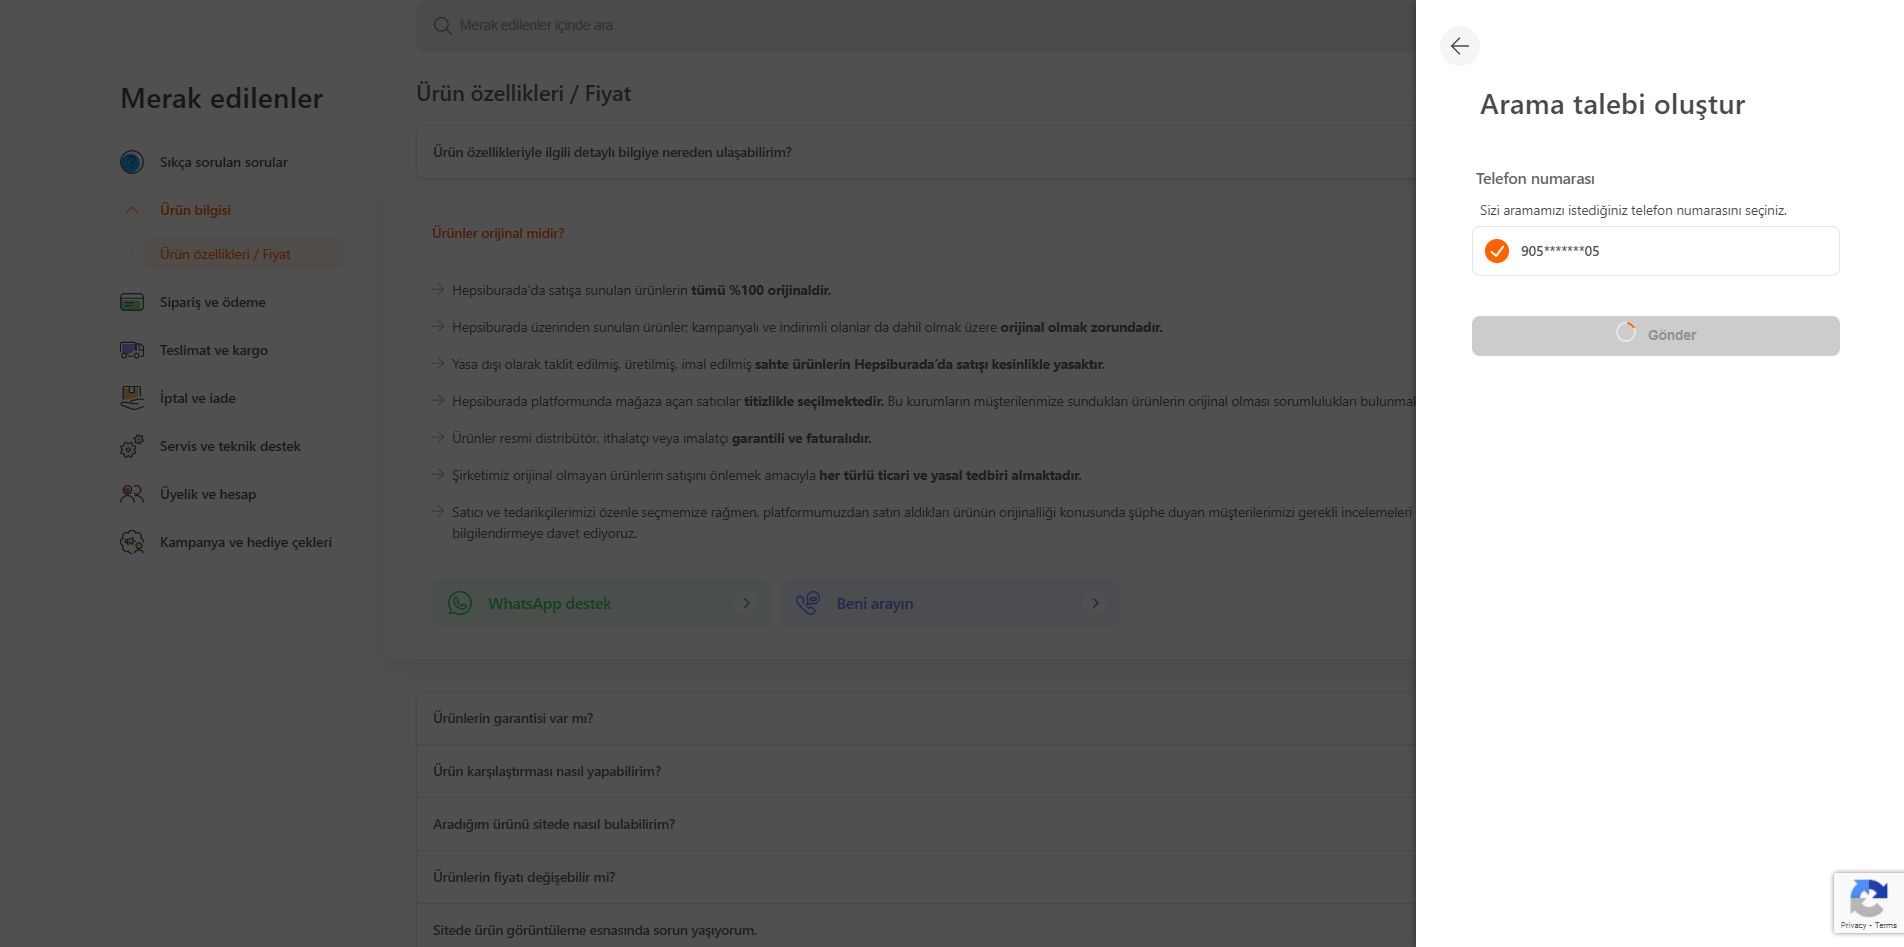 Merak edilenler içinde ara
Merak edilenler
Sıkça sorulan sorular
Ürün bilgisi
Ürün özellikleri / Fiyat
Sipariş ve ödeme
Teslimat ve kargo
İptal ve iade
Servis ve teknik destek
Üyelik ve hesap
Kampanya ve hediye çekleri
Ürün özellikleri / Fiyat
Ürün özellikleriyle ilgili detaylı bilgiye nereden ulaşabilirim?
Ürünler orijinal midir?
Hepsiburada'da satışa sunulan ürünlerin tümü %100 orijinaldir.
Hepsiburada üzerinden sunulan ürünler; kampanyalı ve indirimli olanlar da dahil olmak üzere orijinal olmak zorundadır.
Yasa dışı olarak taklit edilmiş, üretilmiş, imal edilmiş sahte ürünlerin Hepsiburada'da satışı kesinlikle yasaktır.
Hepsiburada platformunda mağaza açan satıcılar titizlikle seçilmektedir. Bu kurumların müşterilerimize sundukları ürünlerin orijinal olması sorumlulukları bulunmak
Ürünler resmi distribütör, ithalatçı veya imalatçı garantili ve faturalıdır.
Şirketimiz orijinal olmayan ürünlerin satışını önlemek amacıyla her türlü ticari ve yasal tedbiri almaktadır.
Satıcı ve tedarikçilerimizi özenle seçmemize rağmen, platformumuzdan satın aldıkları ürünün orijinalliği konusunda şüphe duyan müşterilerimizi gerekli incelemeleri
bilgilendirmeye davet ediyoruz.
WhatsApp destek
Beni arayın
Ürünlerin garantisi var mı?
Ürün karşılaştırması nasıl yapabilirim?
Aradığım ürünü sitede nasıl bulabilirim?
Ürünlerin fiyatı değişebilir mi?
Sitede ürün görüntüleme esnasında sorun yaşıyorum.
Arama talebi oluştur
Telefon numarası
Sizi aramamızı istediğiniz telefon numarasını seçiniz.
905*******05
Gönder
Privacy - Terms